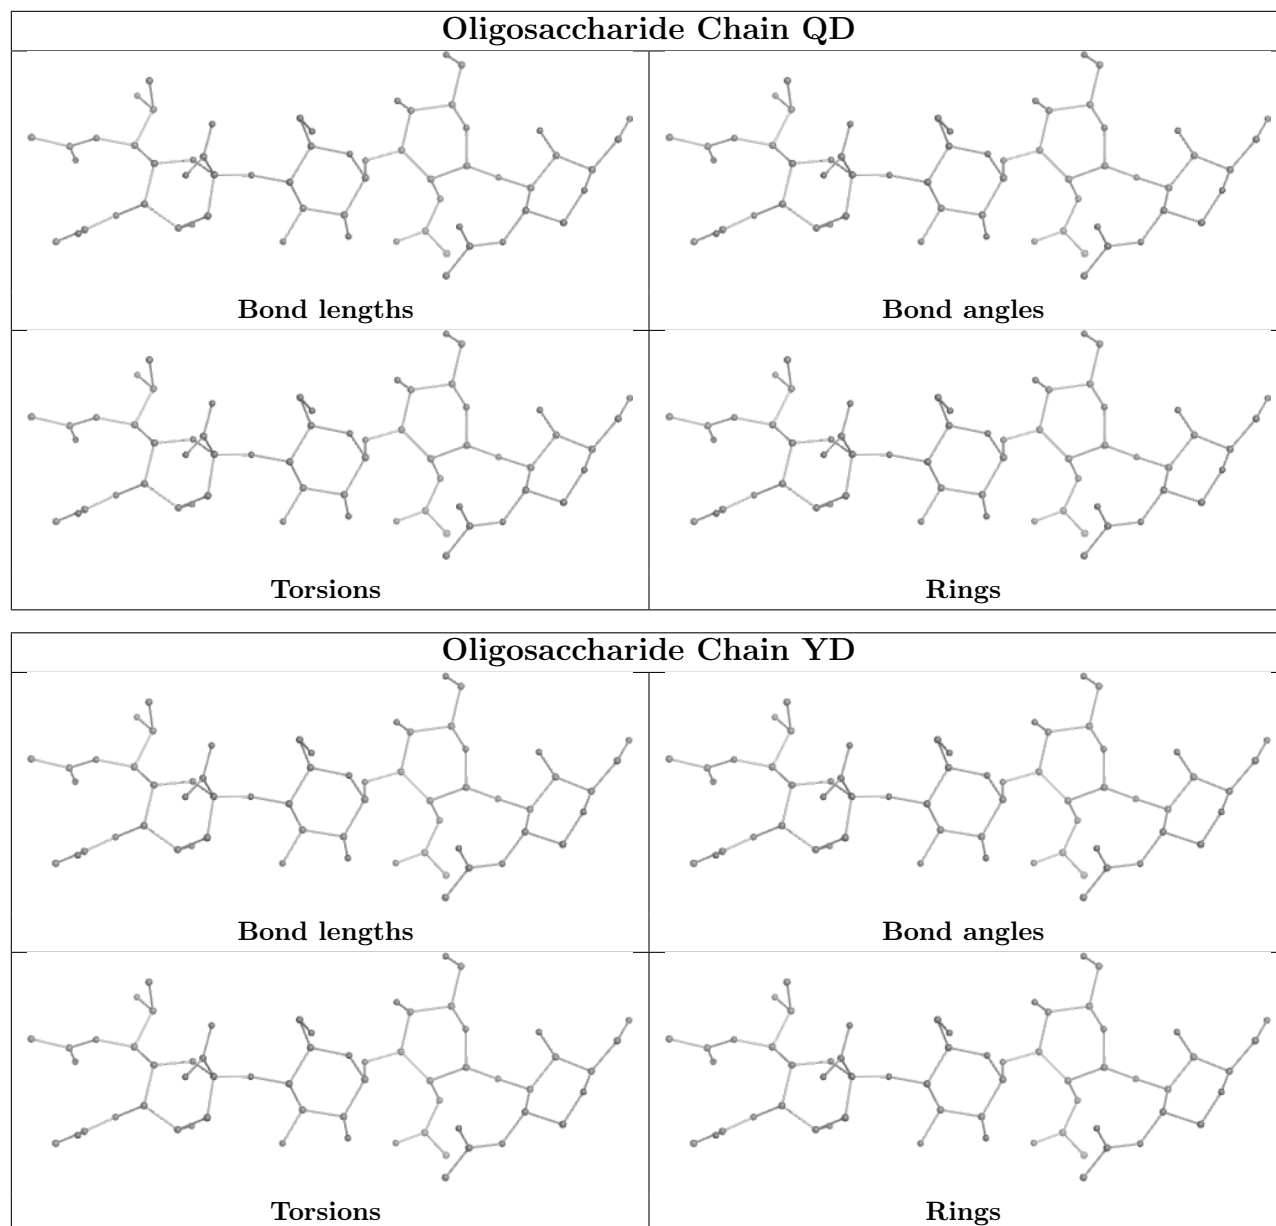 Oligosaccharide Chain QD
Bond lengths
Bond angles
Torsions
Rings
Oligosaccharide Chain YD
Bond lengths
Bond angles
Torsions
Rings